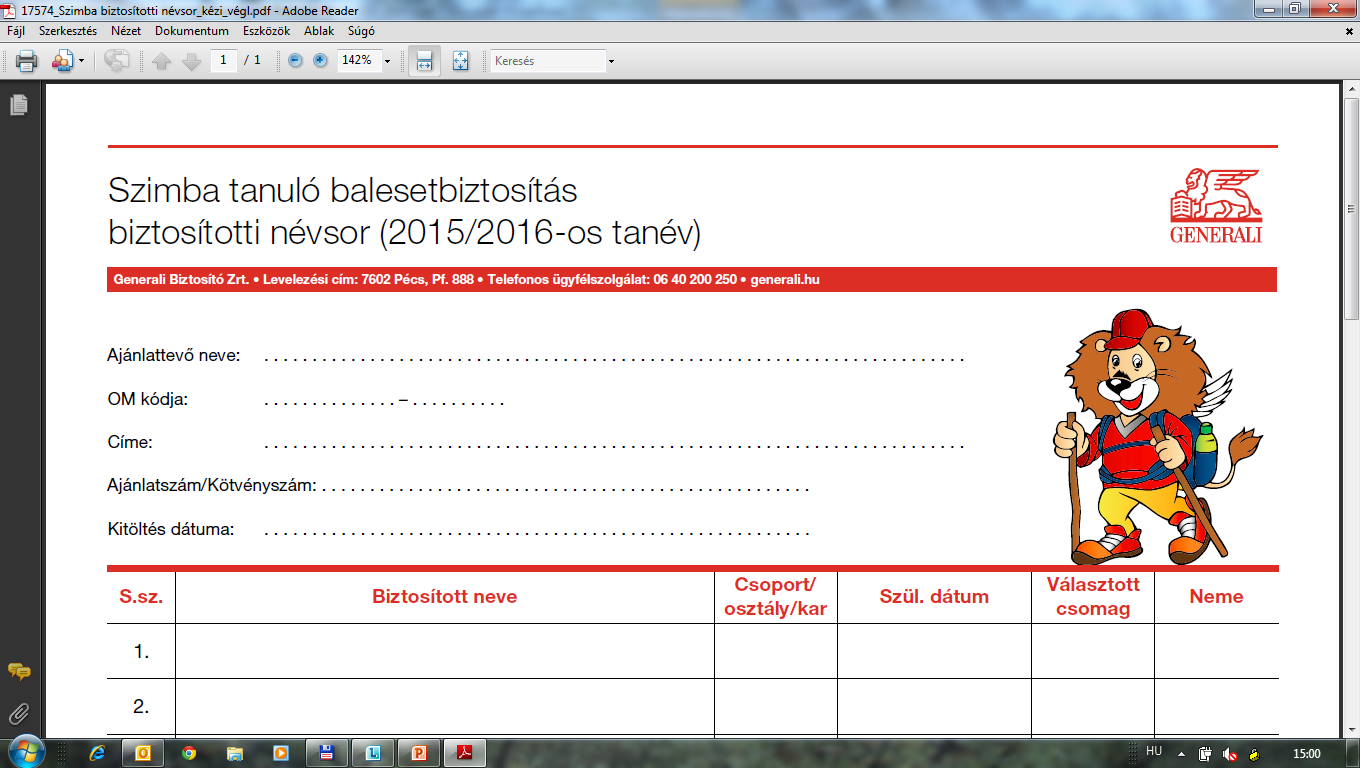 17574_Szimba biztosítotti névsor_kézi_végl.pdf - Adobe Reader
Fájl Szerkesztés Nézet Dokumentum Eszközök Ablak Súgó
1 / 1 142% Keresés
Szimba tanuló balesetbiztosítás
biztosítotti névsor (2015/2016-os tanév)
GENERALI
Generali Biztosító Zrt. • Levelezési cím: 7602 Pécs, Pf. 888 • Telefonos ügyfélszolgálat: 06 40 200 250 • generali.hu
Ajánlattevő neve: . . . . . . . . . . . . . . . . . . . . . . . . . . . . . . . . . . . . . . . . . . . . . . . . . . . . . . . . . . . . . . . . . . . . . . . . .
OM kódja: . . . . . . . . . . . . . . – . . . . . . . . . .
Címe: . . . . . . . . . . . . . . . . . . . . . . . . . . . . . . . . . . . . . . . . . . . . . . . . . . . . . . . . . . . . . . . . . . . . . . . . .
Ajánlatszám/Kötvényszám: . . . . . . . . . . . . . . . . . . . . . . . . . . . . . . . . . . . . . . . . . . . . . . . . . . .
Kitöltés dátuma: . . . . . . . . . . . . . . . . . . . . . . . . . . . . . . . . . . . . . . . . . . . . . . . . . . . . . . . . .
S.sz. Biztosított neve Csoport/ osztály/kar Szül. dátum Választott csomag Neme
1.
2.
HU 15:00